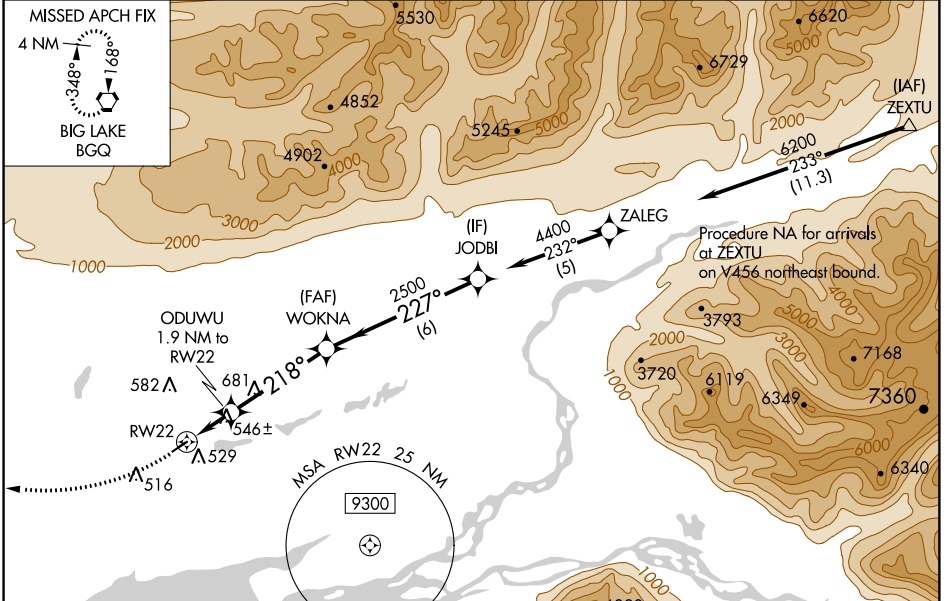 MISSED APCH FIX
4 NM
348°
168°
BIG LAKE
BGQ
5530
4852
4902
4000
3000
2000
1000
5245
5000
6729
6620
5000
2000
(IAF)
ZEXTU
6200
233°
(11.3)
ZALEG
4400
232°
(5)
(IF)
JODBI
2500
227°
(6)
(FAF)
WOKNA
218°
ODUWU
1.9 NM to
RW22
582
681
546±
RW22
529
516
Procedure NA for arrivals
at ZEXTU
on V456 northeast bound.
3793
4000
5000
3000
2000
1000
3720
6119
6349
7168
7360
6000
6340
MSA RW22 25 NM
9300
1000